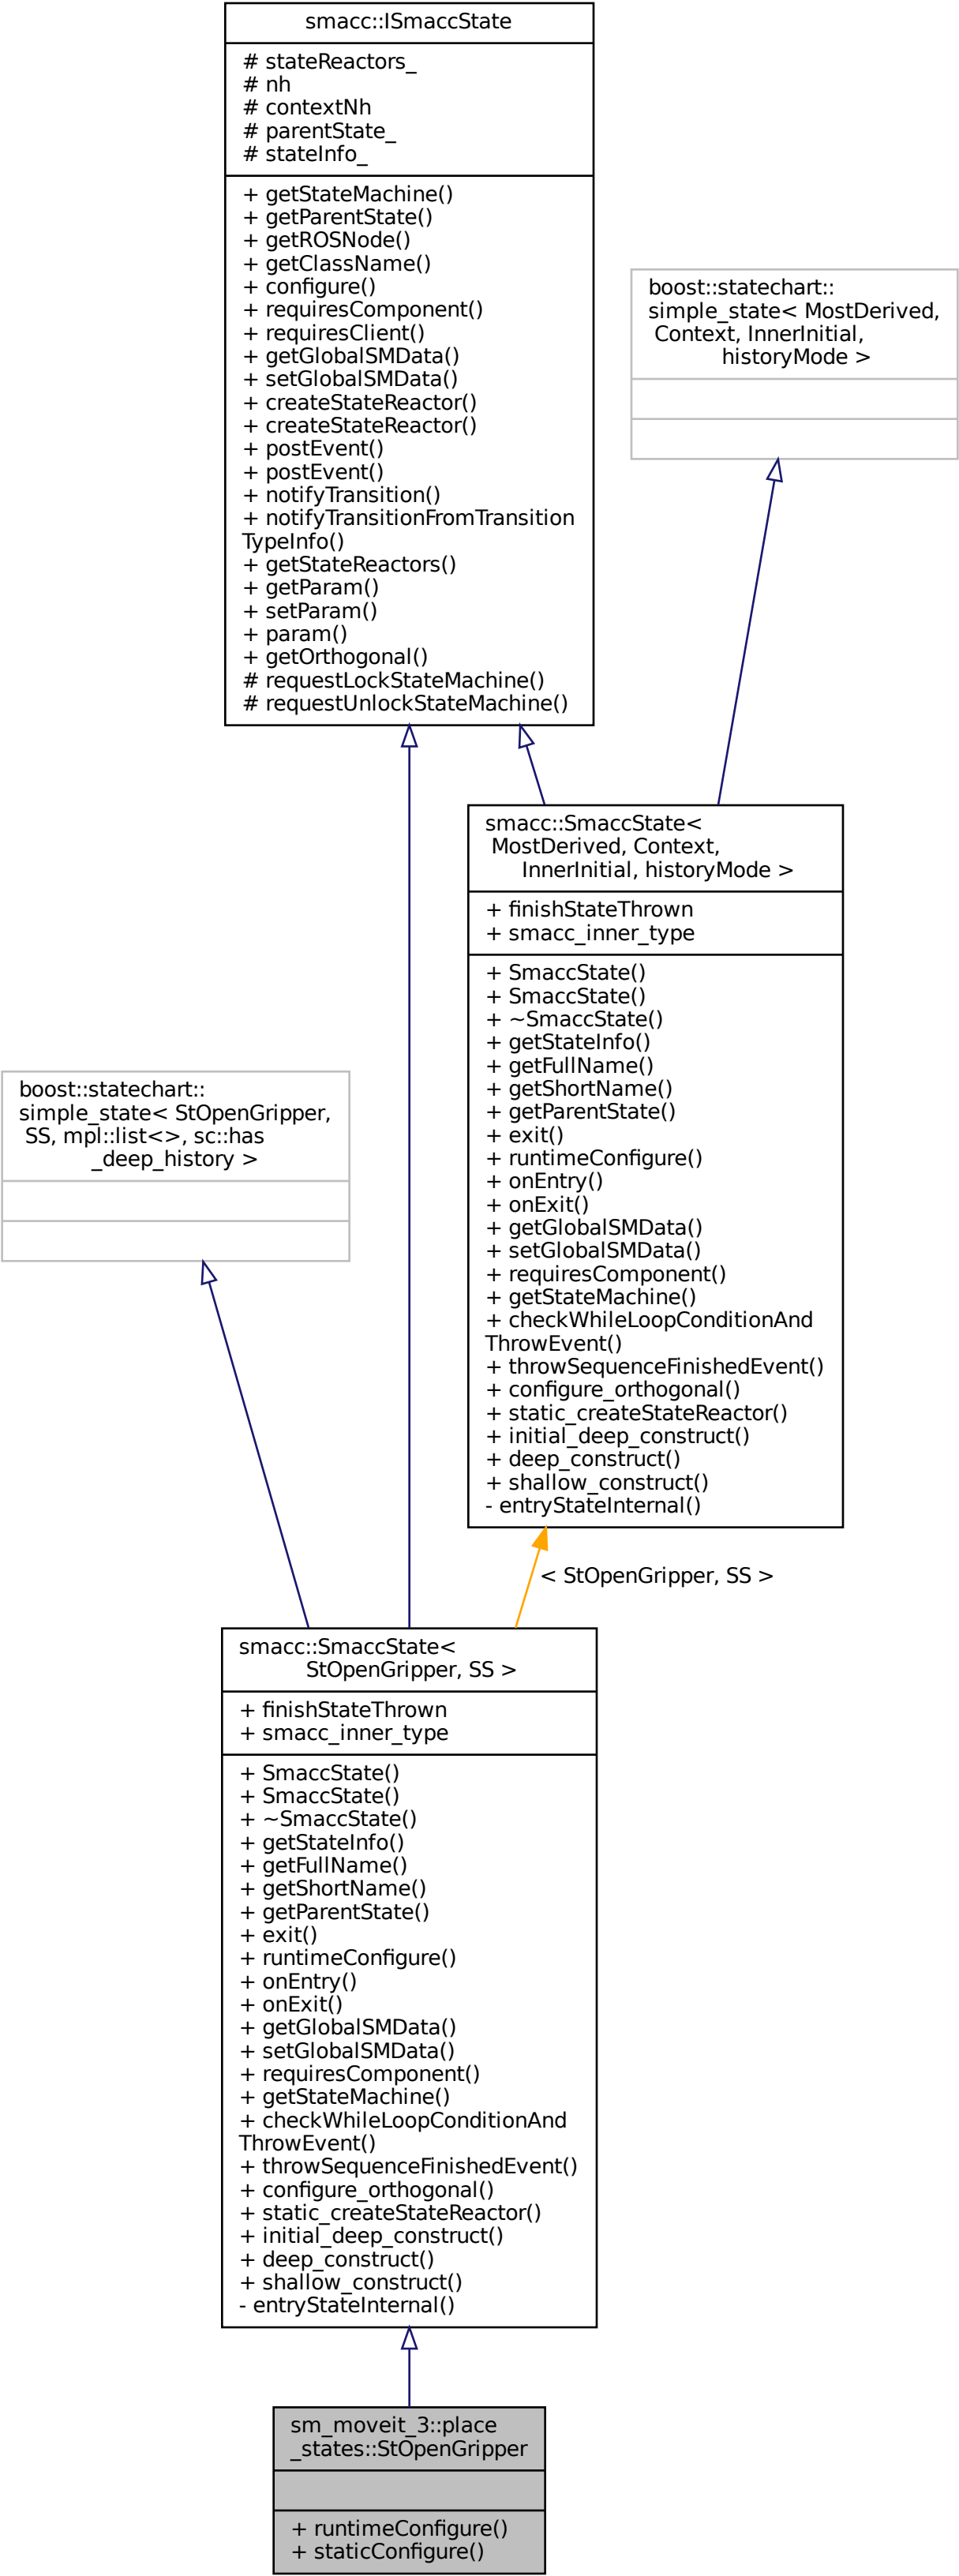 smacc::ISmaccState
# stateReactors_
# nh
# contextNh
# parentState_
# stateInfo_
+ getStateMachine()
+ getParentState()
+ getROSNode()
+ getClassName()
+ configure()
+ requiresComponent()
+ requiresClient()
+ getGlobalSMData()
+ setGlobalSMData()
+ createStateReactor()
+ createStateReactor()
+ postEvent()
+ postEvent()
+ notifyTransition()
+ notifyTransitionFromTransition
TypeInfo()
+ getStateReactors()
+ getParam()
+ setParam()
+ param()
+ getOrthogonal()
# requestLockStateMachine()
# requestUnlockStateMachine()
boost::statechart::
simple_state< MostDerived,
Context, InnerInitial,
historyMode >
smacc::SmaccState<
MostDerived, Context,
InnerInitial, historyMode >
+ finishStateThrown
+ smacc_inner_type
+ SmaccState()
+ SmaccState()
+ ~SmaccState()
+ getStateInfo()
+ getFullName()
+ getShortName()
+ getParentState()
+ exit()
+ runtimeConfigure()
+ onEntry()
+ onExit()
+ getGlobalSMData()
+ setGlobalSMData()
+ requiresComponent()
+ getStateMachine()
+ checkWhileLoopConditionAnd
ThrowEvent()
+ throwSequenceFinishedEvent()
+ configure_orthogonal()
+ static_createStateReactor()
+ initial_deep_construct()
+ deep_construct()
+ shallow_construct()
- entryStateInternal()
boost::statechart::
simple_state< StOpenGripper,
SS, mpl::list<>, sc::has
_deep_history >
< StOpenGripper, SS >
smacc::SmaccState<
StOpenGripper, SS >
+ finishStateThrown
+ smacc_inner_type
+ SmaccState()
+ SmaccState()
+ ~SmaccState()
+ getStateInfo()
+ getFullName()
+ getShortName()
+ getParentState()
+ exit()
+ runtimeConfigure()
+ onEntry()
+ onExit()
+ getGlobalSMData()
+ setGlobalSMData()
+ requiresComponent()
+ getStateMachine()
+ checkWhileLoopConditionAnd
ThrowEvent()
+ throwSequenceFinishedEvent()
+ configure_orthogonal()
+ static_createStateReactor()
+ initial_deep_construct()
+ deep_construct()
+ shallow_construct()
- entryStateInternal()
sm_moveit_3::place
_states::StOpenGripper
+ runtimeConfigure()
+ staticConfigure()